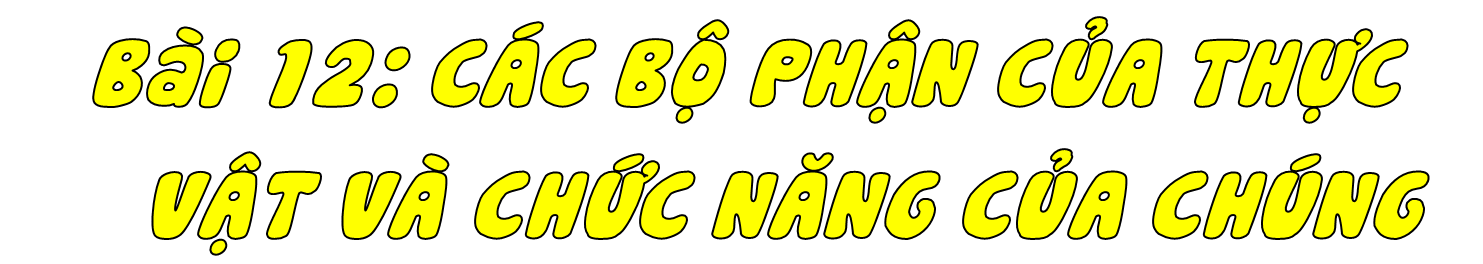 Bài 12: CÁC BỘ PHẬN CỦA THỰC
VẬT VÀ CHỨC NĂNG CỦA CHÚNG